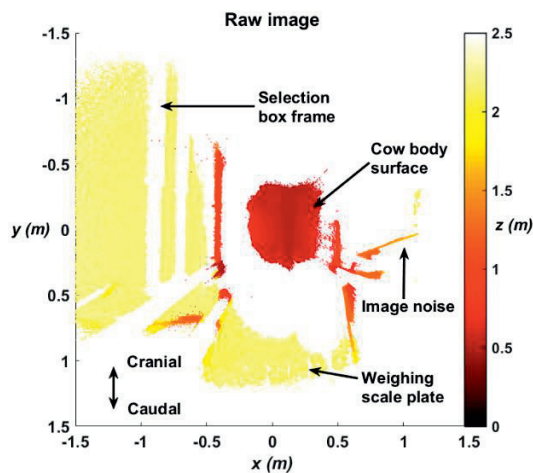 Raw image
-1.5
-1
-0.5
0
0.5
1
1.5
y (m)
-1.5
-1
-0.5
0
0.5
1
1.5
x (m)
Selection
box frame
Cow body
surface
Image noise
Weighing
scale plate
Cranial
Caudal
2.5
2
1.5
1
0.5
0
z (m)